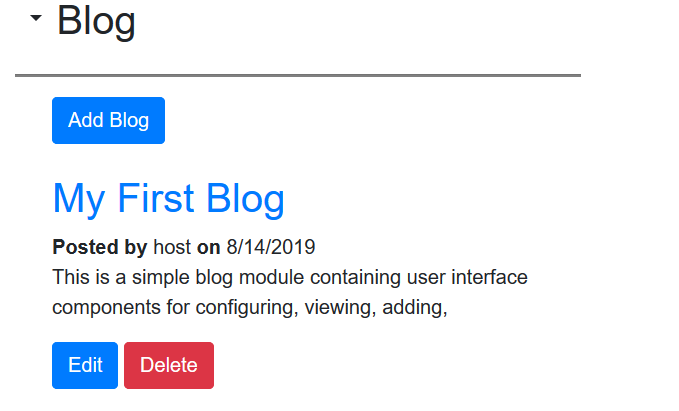 Blog
Add Blog
My First Blog
Posted by host on 8/14/2019
This is a simple blog module containing user interface
components for configuring, viewing, adding,
Edit Delete